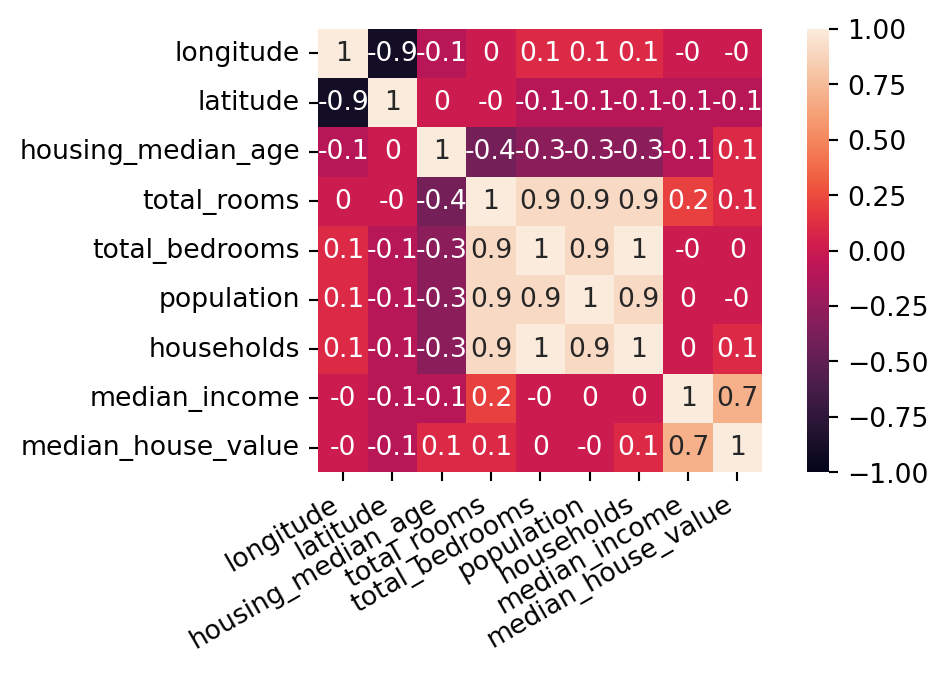 longitude 1 -0.9 -0.1 0 0.1 0.1 0.1 -0 -0
latitude -0.9 1 0 -0 -0.1 -0.1 -0.1 -0.1 -0.1
housing_median_age -0.1 0 1 -0.4 -0.3 -0.3 -0.3 -0.1 0.1
total_rooms 0 -0 -0.4 1 0.9 0.9 0.9 0.2 0.1
total_bedrooms 0.1 -0.1 -0.3 0.9 1 0.9 1 -0 0
population 0.1 -0.1 -0.3 0.9 0.9 1 0.9 0 -0
households 0.1 -0.1 -0.3 0.9 1 0.9 1 0 0.1
median_income -0 -0.1 -0.1 0.2 -0 0 0 1 0.7
median_house_value -0 -0.1 0.1 0.1 0 -0 0.1 0.7 1
longitude
latitude
housing_median_age
total_rooms
total_bedrooms
population
households
median_income
median_house_value
1.00
0.75
0.50
0.25
0.00
−0.25
−0.50
−0.75
−1.00